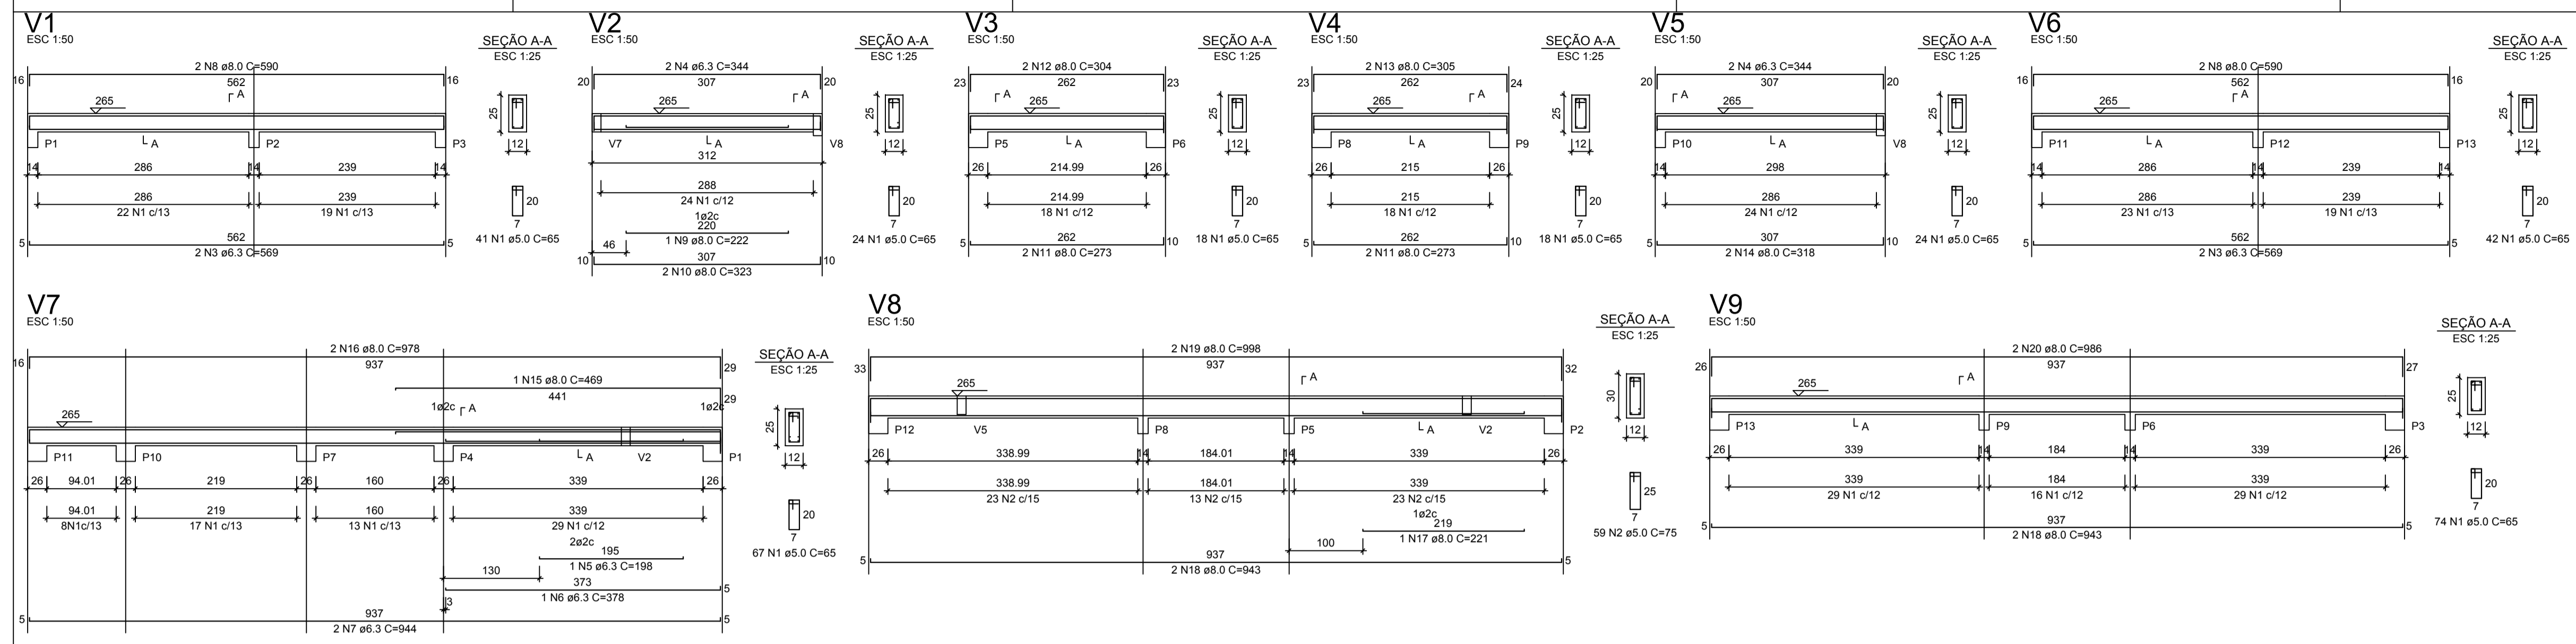 V1
ESC 1:50
SEÇÃO A-A
ESC 1:25
2 N8 ø8.0 C=590
16 562 16
A
265
25
P1 A P2 P3
12
14 286 14 239 14
286 239
22 N1 c/13 19 N1 c/13
20
7
41 N1 ø5.0 C=65
5 562 5
2 N3 ø6.3 C=569
V2
ESC 1:50
SEÇÃO A-A
ESC 1:25
2 N4 ø6.3 C=344
20 307 20
A
265
25
V7 A V8
12
312
288
24 N1 c/12
20
7
24 N1 ø5.0 C=65
1ø2c
220
46 1 N9 ø8.0 C=222
10 307 10
2 N10 ø8.0 C=323
V3
ESC 1:50
SEÇÃO A-A
ESC 1:25
2 N12 ø8.0 C=304
23 262 23
A
265
25
P5 A P6
12
26 214.99 26
214.99
18 N1 c/12
20
7
18 N1 ø5.0 C=65
5 262 10
2 N11 ø8.0 C=273
V4
ESC 1:50
SEÇÃO A-A
ESC 1:25
2 N13 ø8.0 C=305
23 262 24
A
265
25
P8 A P9
12
26 215 26
215
18 N1 c/12
20
7
18 N1 ø5.0 C=65
5 262 10
2 N11 ø8.0 C=273
V5
ESC 1:50
SEÇÃO A-A
ESC 1:25
2 N4 ø6.3 C=344
20 307 20
A
265
25
P10 A V8
12
14 298
286
24 N1 c/12
20
7
24 N1 ø5.0 C=65
5 307 10
2 N14 ø8.0 C=318
V6
ESC 1:50
SEÇÃO A-A
ESC 1:25
2 N8 ø8.0 C=590
16 562 16
A
265
25
P11 A P12 P13
12
14 286 14 239 14
286 239
23 N1 c/13 19 N1 c/13
20
7
42 N1 ø5.0 C=65
5 562 5
2 N3 ø6.3 C=569
V7
ESC 1:50
SEÇÃO A-A
ESC 1:25
2 N16 ø8.0 C=978
16 937 29
1 N15 ø8.0 C=469
441 29
1ø2c A 1ø2c
265
25
P11 P10 P7 P4 A V2 P1
12
26 94.01 26 219 26 160 26 339 26
94.01 219 160 339
8N1c/13 17 N1 c/13 13 N1 c/13 29 N1 c/12
20
7
67 N1 ø5.0 C=65
2ø2c
195
130 1 N5 ø6.3 C=198
373 5
1 N6 ø6.3 C=378
3
5 937 5
2 N7 ø6.3 C=944
V8
ESC 1:50
SEÇÃO A-A
ESC 1:25
2 N19 ø8.0 C=998
33 937 32
A
265
30
P12 V5 P8 P5 A V2 P2
12
26 338.99 14 184.01 14 339 26
338.99 184.01 339
23 N2 c/15 13 N2 c/15 23 N2 c/15
25
7
59 N2 ø5.0 C=75
1ø2c
219
100 1 N17 ø8.0 C=221
937 5
2 N18 ø8.0 C=943
5
V9
ESC 1:50
SEÇÃO A-A
ESC 1:25
2 N20 ø8.0 C=986
26 937 27
A
265
25
P13 A P9 P6 P3
12
26 339 14 184 14 339 26
339 184 339
29 N1 c/12 16 N1 c/12 29 N1 c/12
20
7
74 N1 ø5.0 C=65
5 937 5
2 N18 ø8.0 C=943